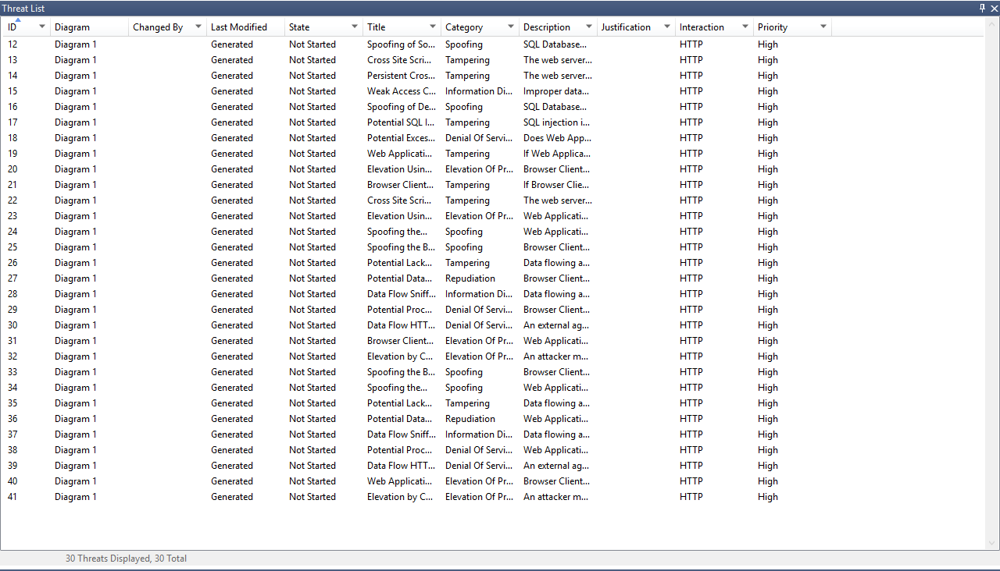 Threat List
ID Diagram Changed By Last Modified State Title Category Description Justification Interaction Priority
12 Diagram 1 Generated Not Started Spoofing of So... Spoofing SQL Database... HTTP High
13 Diagram 1 Generated Not Started Cross Site Scri... Tampering The web server... HTTP High
14 Diagram 1 Generated Not Started Persistent Cros... Tampering The web server... HTTP High
15 Diagram 1 Generated Not Started Weak Access C... Information Di... Improper data... HTTP High
16 Diagram 1 Generated Not Started Spoofing of De... Spoofing SQL Database... HTTP High
17 Diagram 1 Generated Not Started Potential SQL I... Tampering SQL injection i... HTTP High
18 Diagram 1 Generated Not Started Potential Exces... Denial Of Servi... Does Web App... HTTP High
19 Diagram 1 Generated Not Started Web Applicati... Tampering If Web Applica... HTTP High
20 Diagram 1 Generated Not Started Elevation Usin... Elevation Of Pr... Browser Client... HTTP High
21 Diagram 1 Generated Not Started Browser Client... Tampering If Browser Clie... HTTP High
22 Diagram 1 Generated Not Started Cross Site Scri... Tampering The web server... HTTP High
23 Diagram 1 Generated Not Started Elevation Usin... Elevation Of Pr... Web Applicati... HTTP High
24 Diagram 1 Generated Not Started Spoofing the... Spoofing Web Applicati... HTTP High
25 Diagram 1 Generated Not Started Spoofing the B... Spoofing Browser Client... HTTP High
26 Diagram 1 Generated Not Started Potential Lack... Tampering Data flowing a... HTTP High
27 Diagram 1 Generated Not Started Potential Data... Repudiation Browser Client... HTTP High
28 Diagram 1 Generated Not Started Data Flow Sniff... Information Di... Data flowing a... HTTP High
29 Diagram 1 Generated Not Started Potential Proc... Denial Of Servi... Browser Client... HTTP High
30 Diagram 1 Generated Not Started Data Flow HTT... Denial Of Servi... An external ag... HTTP High
31 Diagram 1 Generated Not Started Browser Client... Elevation Of Pr... Web Applicati... HTTP High
32 Diagram 1 Generated Not Started Elevation by C... Elevation Of Pr... An attacker m... HTTP High
33 Diagram 1 Generated Not Started Spoofing the B... Spoofing Browser Client... HTTP High
34 Diagram 1 Generated Not Started Spoofing the... Spoofing Web Applicati... HTTP High
35 Diagram 1 Generated Not Started Potential Lack... Tampering Data flowing a... HTTP High
36 Diagram 1 Generated Not Started Potential Data... Repudiation Web Applicati... HTTP High
37 Diagram 1 Generated Not Started Data Flow Sniff... Information Di... Data flowing a... HTTP High
38 Diagram 1 Generated Not Started Potential Proc... Denial Of Servi... Web Applicati... HTTP High
39 Diagram 1 Generated Not Started Data Flow HTT... Denial Of Servi... An external ag... HTTP High
40 Diagram 1 Generated Not Started Web Applicati... Elevation Of Pr... Browser Client... HTTP High
41 Diagram 1 Generated Not Started Elevation by C... Elevation Of Pr... An attacker m... HTTP High
30 Threats Displayed, 30 Total